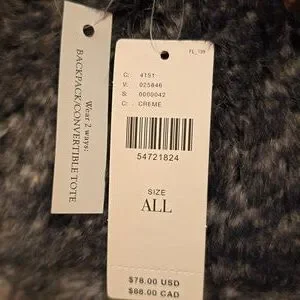 Wear 2 ways:
BACKPACK/CONVERTIBLE TOTE
FL_139
C: 4151
V: 025846
S: 0000042
C: CREME
54721824
SIZE
ALL
$78.00 USD
$88.00 CAD